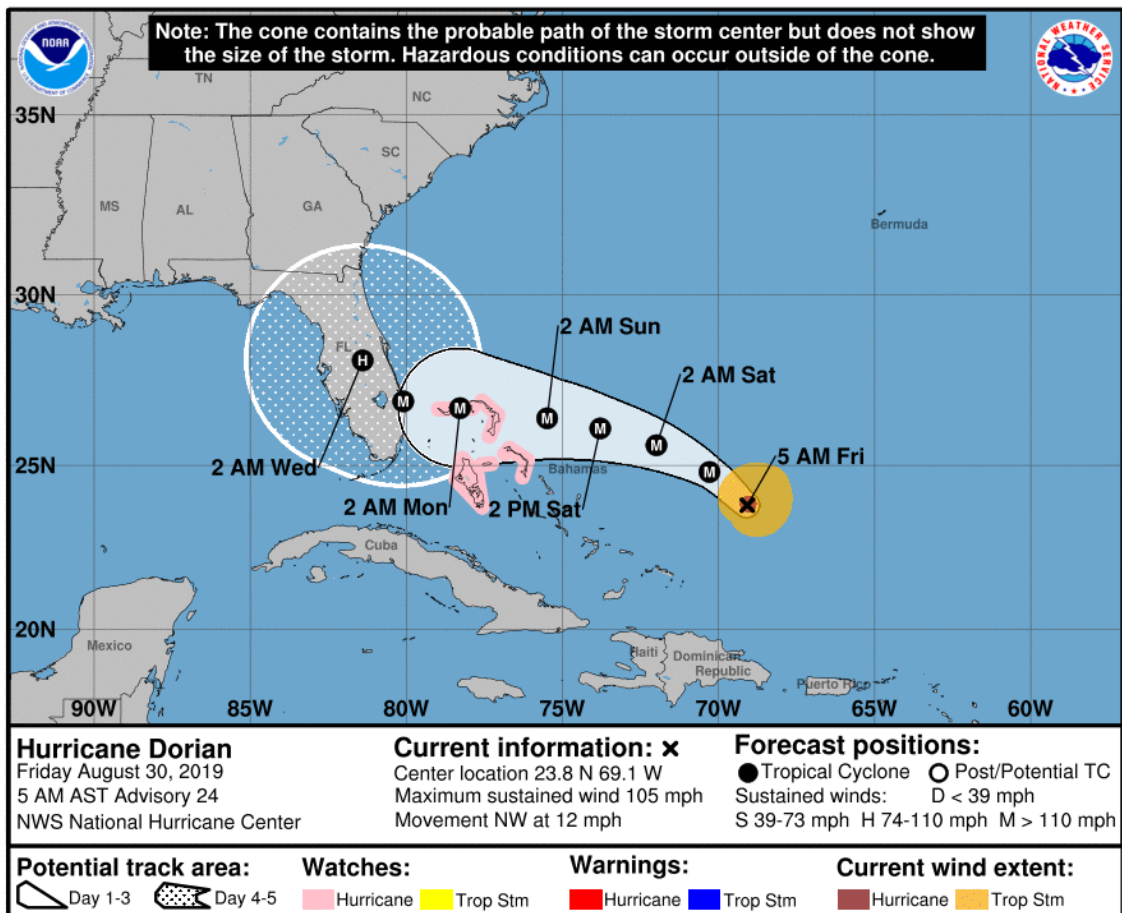 Note: The cone contains the probable path of the storm center but does not show
the size of the storm. Hazardous conditions can occur outside of the cone.
NOAA
NATIONAL WEATHER SERVICE
TN
NC
35N
SC
MS
AL
GA
Bermuda
30N
2 AM Sun
FL
H
2 AM Sat
M
M
M
M
M
M
2 AM Wed
5 AM Fri
25N
Bahamas
2 AM Mon
2 PM Sat
Cuba
20N
Mexico
Haiti
Dominican
Republic
Puerto Rico
90W 85W 80W 75W 70W 65W 60W
Hurricane Dorian
Friday August 30, 2019
5 AM AST Advisory 24
NWS National Hurricane Center
Current information: ×
Center location 23.8 N 69.1 W
Maximum sustained wind 105 mph
Movement NW at 12 mph
Forecast positions:
Tropical Cyclone Post/Potential TC
Sustained winds: D < 39 mph
S 39-73 mph H 74-110 mph M > 110 mph
Potential track area:
Day 1-3 Day 4-5
Watches:
Hurricane Trop Stm
Warnings:
Hurricane Trop Stm
Current wind extent:
Hurricane Trop Stm